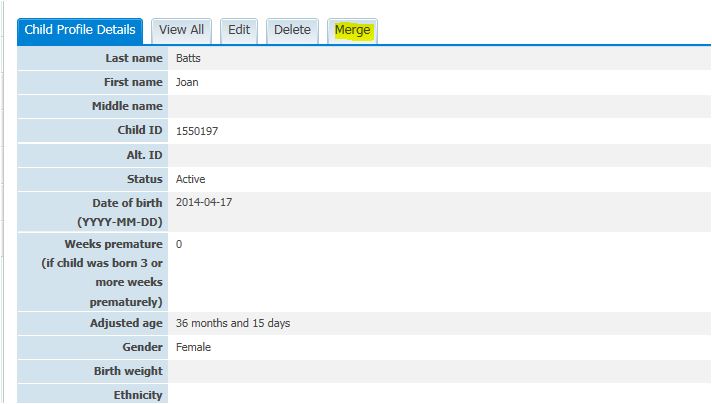 Child Profile Details View All Edit Delete Merge
Last name Batts
First name Joan
Middle name
Child ID 1550197
Alt. ID
Status Active
Date of birth 2014-04-17
(YYYY-MM-DD)
Weeks premature 0
(if child was born 3 or
more weeks
prematurely)
Adjusted age 36 months and 15 days
Gender Female
Birth weight
Ethnicity